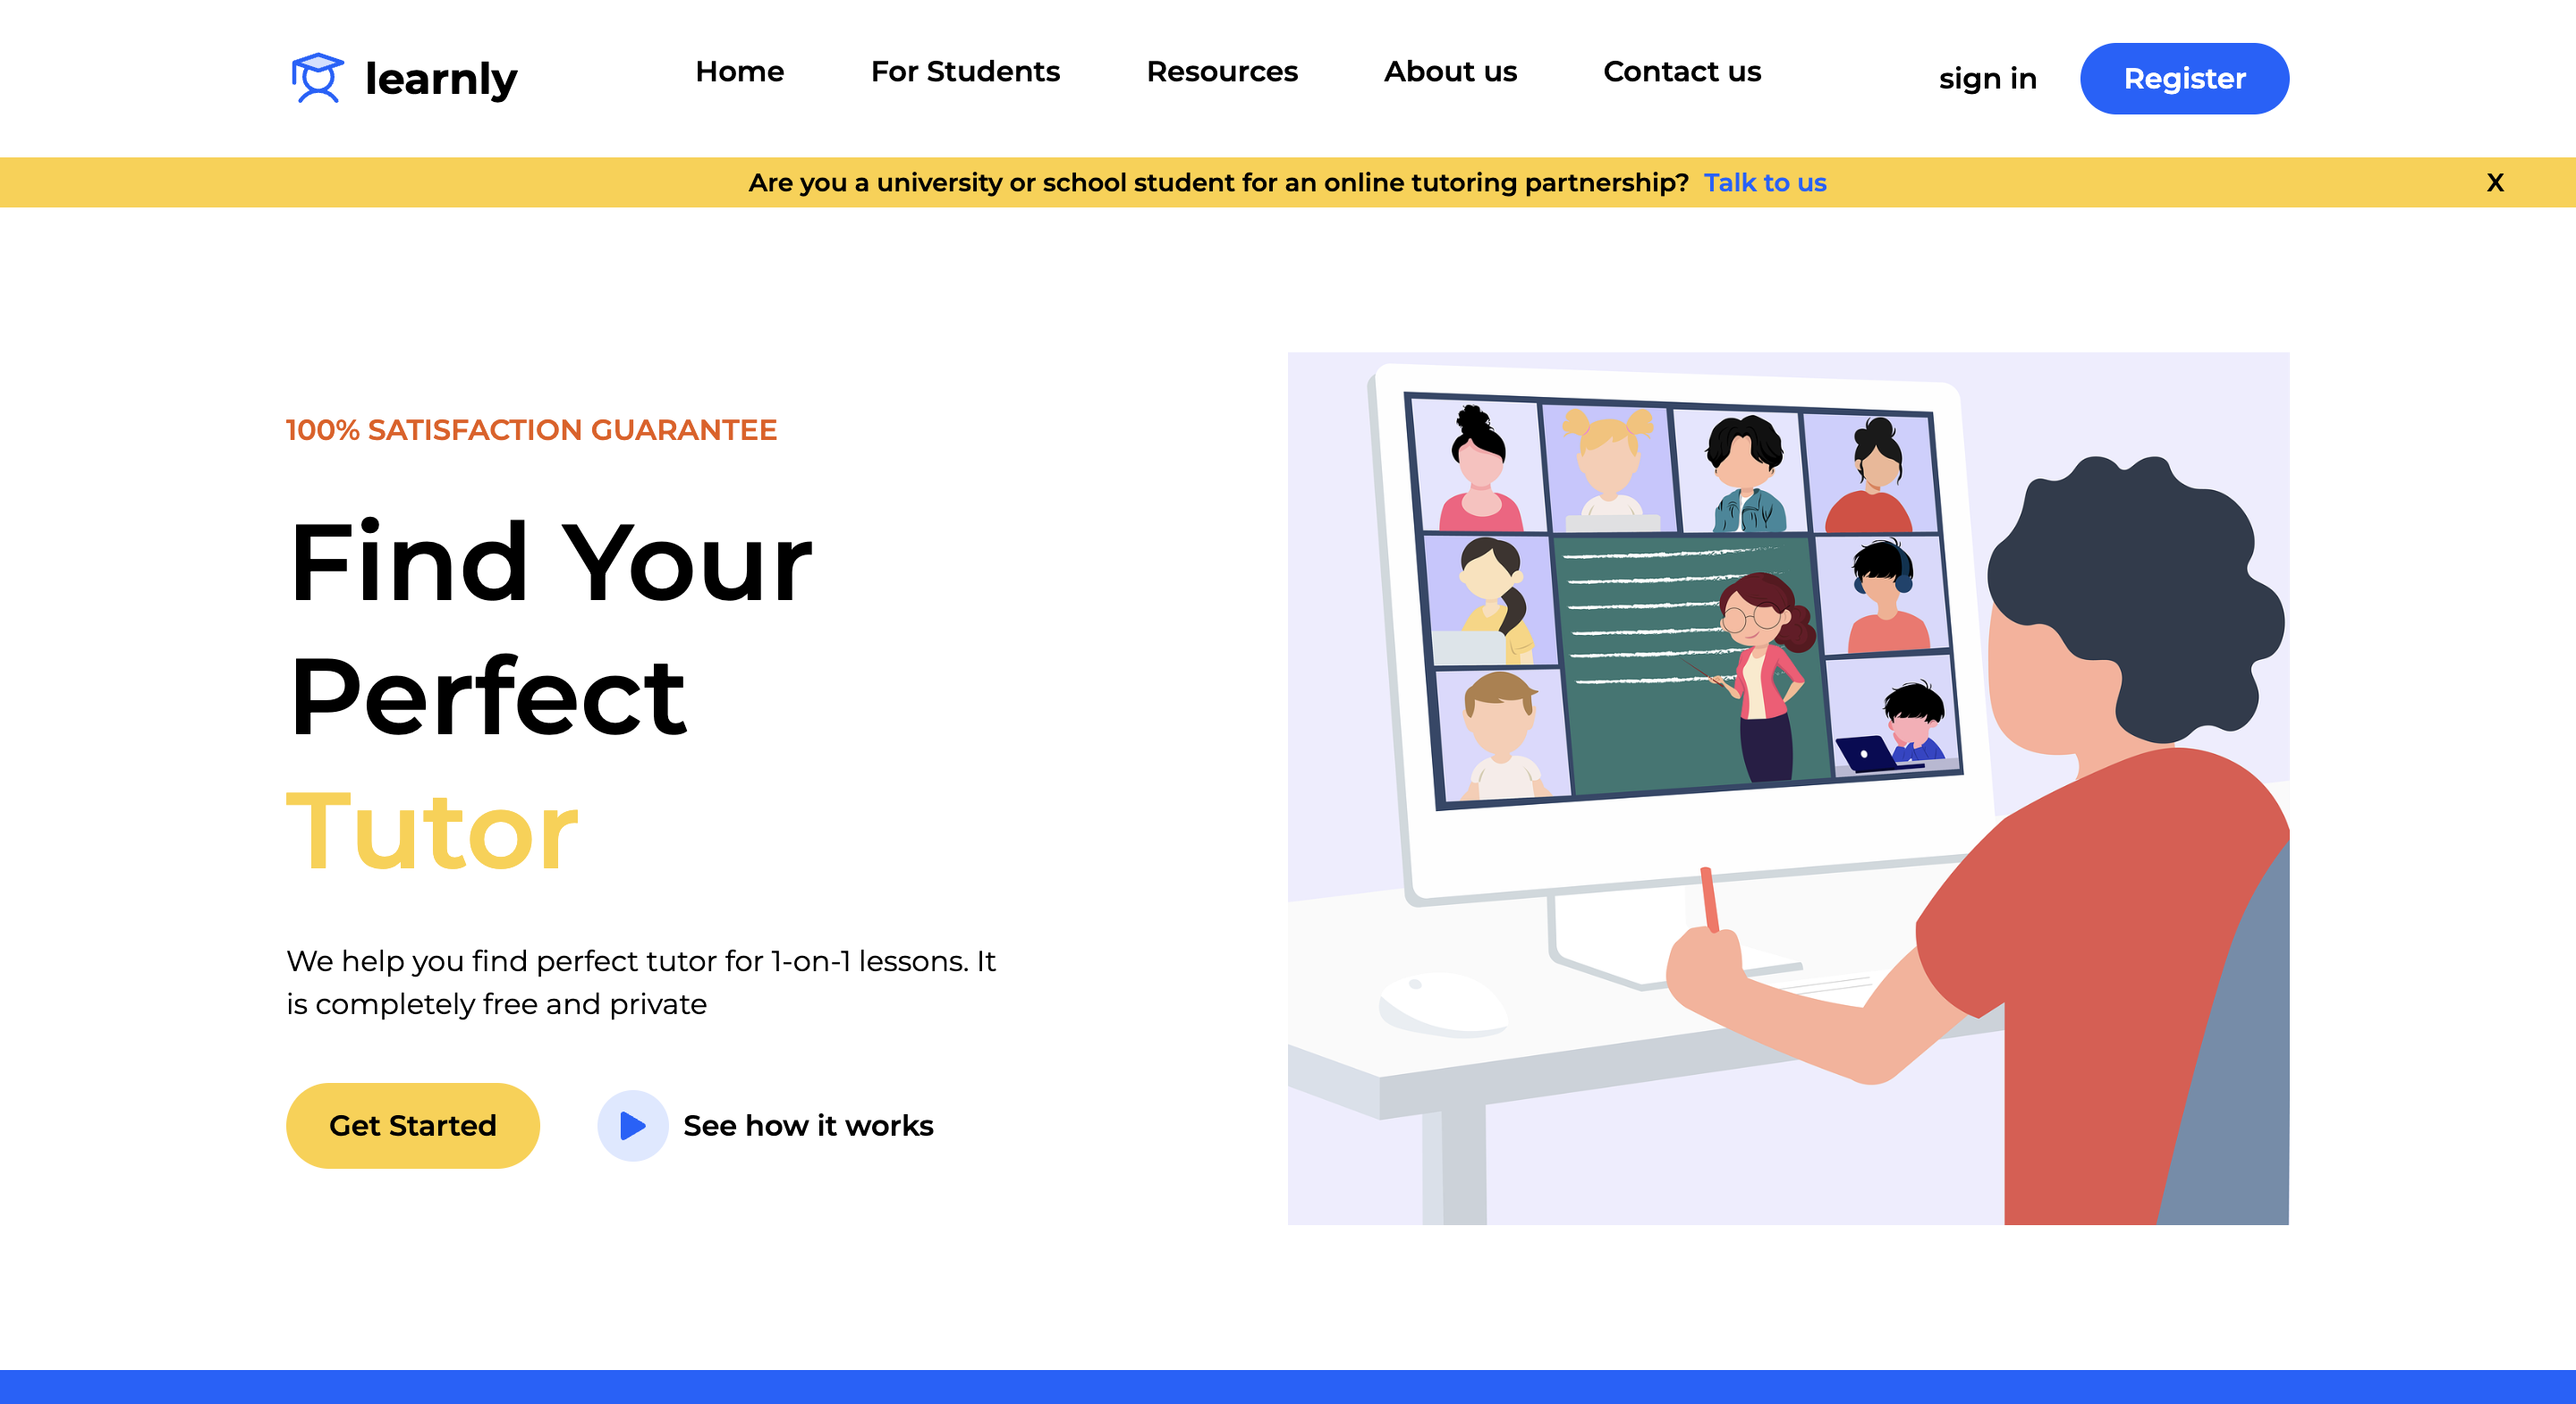 learnly
Home
For Students
Resources
About us
Contact us
sign in
Register
Are you a university or school student for an online tutoring partnership? Talk to us
X
100% SATISFACTION GUARANTEE
Find Your
Perfect
Tutor
We help you find perfect tutor for 1-on-1 lessons. It
is completely free and private
Get Started
See how it works